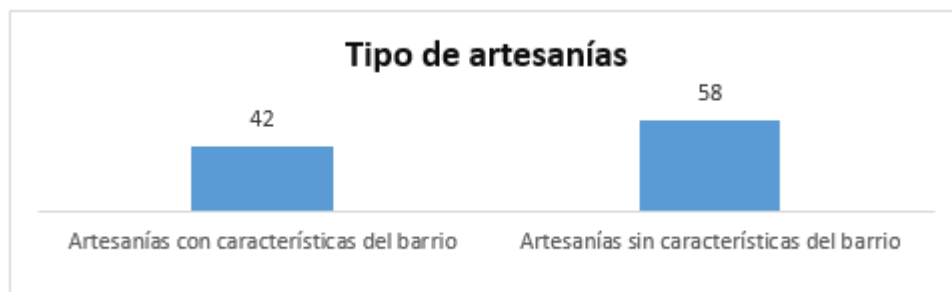 Tipo de artesanías
42
58
Artesanías con características del barrio
Artesanías sin características del barrio